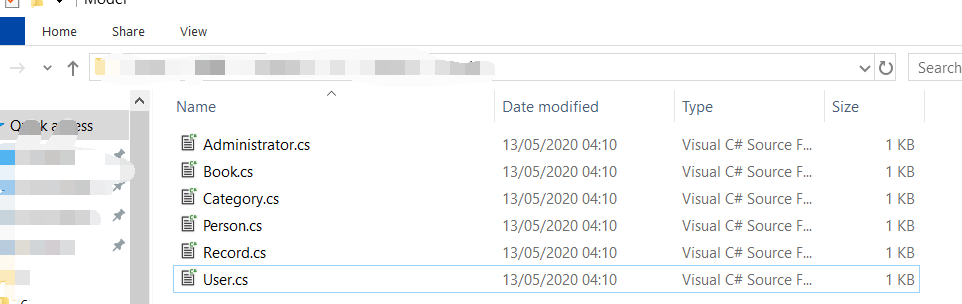 Model
Home Share View
Search
Quick access
Name Date modified Type Size
Administrator.cs 13/05/2020 04:10 Visual C# Source F... 1 KB
Book.cs 13/05/2020 04:10 Visual C# Source F... 1 KB
Category.cs 13/05/2020 04:10 Visual C# Source F... 1 KB
Person.cs 13/05/2020 04:10 Visual C# Source F... 1 KB
Record.cs 13/05/2020 04:10 Visual C# Source F... 1 KB
User.cs 13/05/2020 04:10 Visual C# Source F... 1 KB